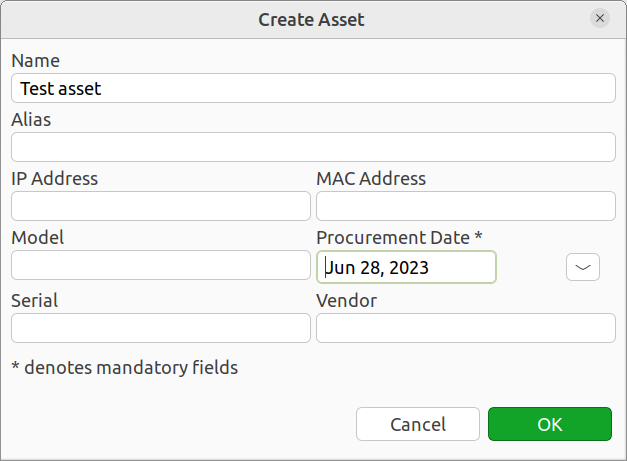 Create Asset
Name
Test asset
Alias
IP Address MAC Address
Model Procurement Date *
Jun 28, 2023
Serial Vendor
* denotes mandatory fields
Cancel OK